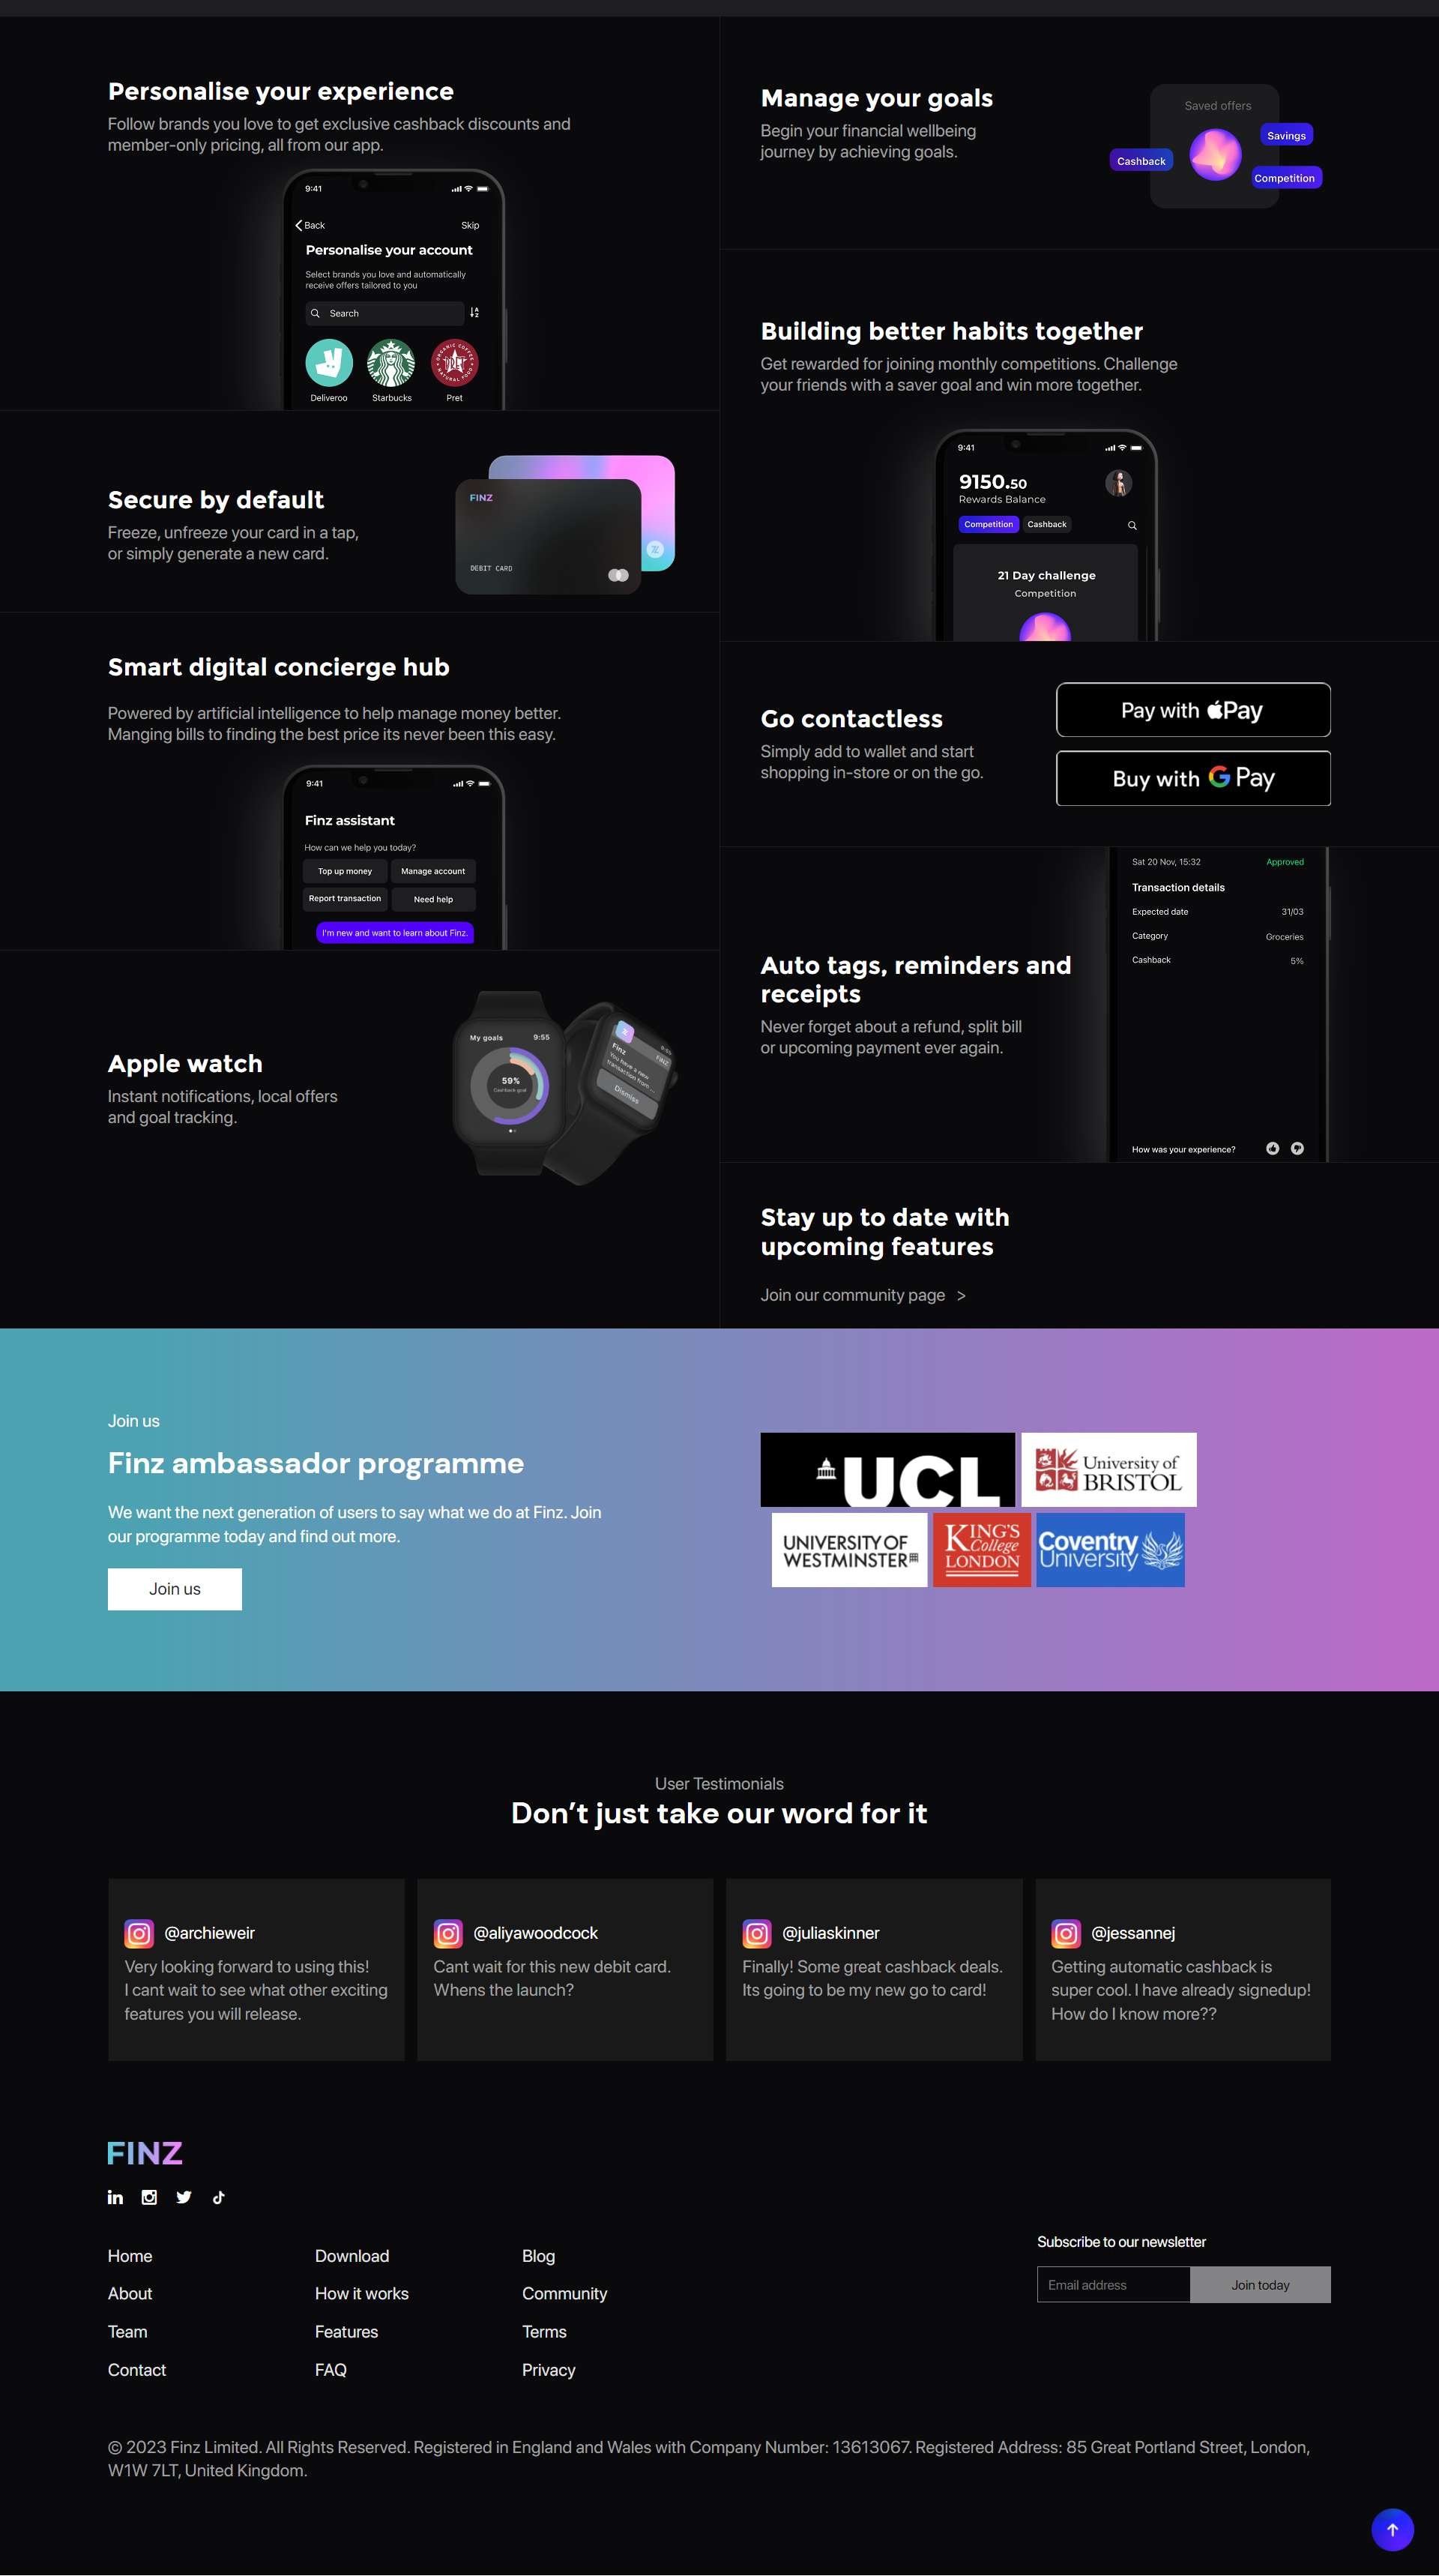 Personalise your experience
Follow brands you love to get exclusive cashback discounts and
member-only pricing, all from our app.
9:41
Back
Skip
Personalise your account
Select brands you love and automatically
receive offers tailored to you
Search
Deliveroo
Starbucks
Pret
Secure by default
Freeze, unfreeze your card in a tap,
or simply generate a new card.
FINZ
DEBIT CARD
Smart digital concierge hub
Powered by artificial intelligence to help manage money better.
Manging bills to finding the best price its never been this easy.
9:41
Finz assistant
How can we help you today?
Top up money
Manage account
Report transaction
Need help
I'm new and want to learn about Finz.
Apple watch
Instant notifications, local offers
and goal tracking.
My goals
9:55
59%
Cashback goal
9:55
FINZ
Finz
You have a new
transaction from ...
Dismiss
Manage your goals
Begin your financial wellbeing
journey by achieving goals.
Saved offers
Savings
Cashback
Competition
Building better habits together
Get rewarded for joining monthly competitions. Challenge
your friends with a saver goal and win more together.
9:41
9150.50
Rewards Balance
Competition
Cashback
21 Day challenge
Competition
Go contactless
Simply add to wallet and start
shopping in-store or on the go.
Pay with Pay
Buy with G Pay
Auto tags, reminders and
receipts
Never forget about a refund, split bill
or upcoming payment ever again.
Sat 20 Nov, 15:32
Approved
Transaction details
Expected date
31/03
Category
Groceries
Cashback
5%
How was your experience?
Stay up to date with
upcoming features
Join our community page >
Join us
Finz ambassador programme
We want the next generation of users to say what we do at Finz. Join
our programme today and find out more.
Join us
UCL
University of
BRISTOL
UNIVERSITY OF
WESTMINSTER
KING'S
College
LONDON
Coventry
University
User Testimonials
Don’t just take our word for it
@archieweir
Very looking forward to using this!
I cant wait to see what other exciting
features you will release.
@aliyawoodcock
Cant wait for this new debit card.
Whens the launch?
@juliaskinner
Finally! Some great cashback deals.
Its going to be my new go to card!
@jessannej
Getting automatic cashback is
super cool. I have already signedup!
How do I know more??
FINZ
Home
About
Team
Contact
Download
How it works
Features
FAQ
Blog
Community
Terms
Privacy
Subscribe to our newsletter
Email address
Join today
© 2023 Finz Limited. All Rights Reserved. Registered in England and Wales with Company Number: 13613067. Registered Address: 85 Great Portland Street, London,
W1W 7LT, United Kingdom.